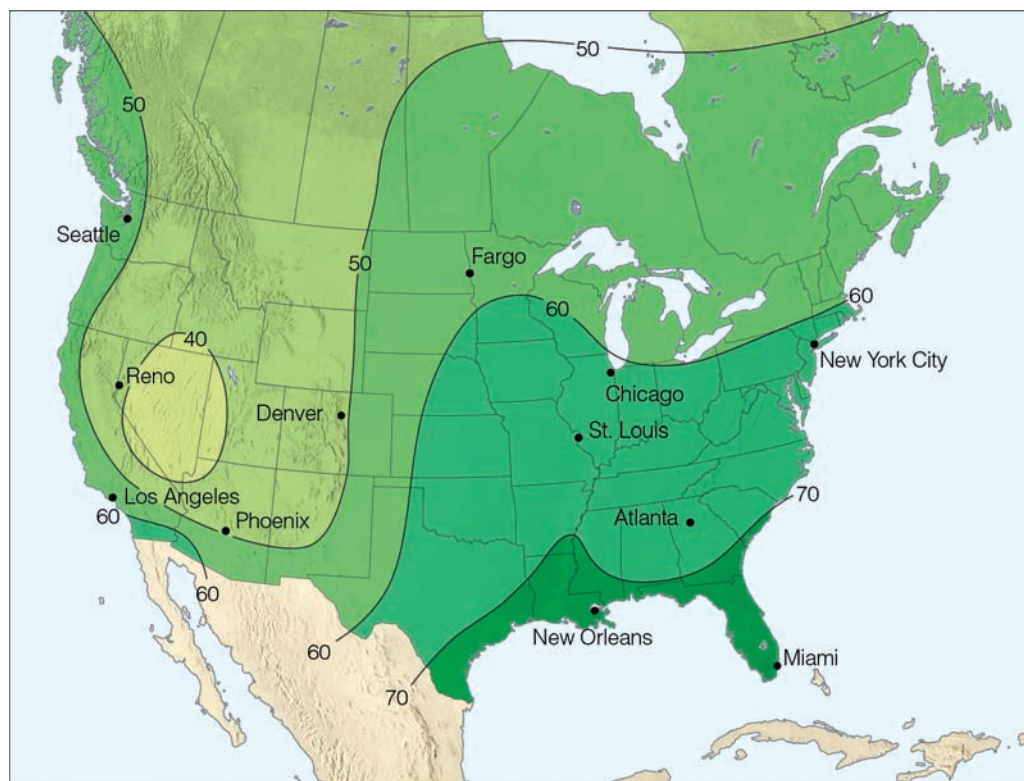 50
50
50
Seattle
Fargo
60
60
40
New York City
Reno
Chicago
Denver
St. Louis
Los Angeles
70
60
Phoenix
Atlanta
60
New Orleans
60
Miami
70